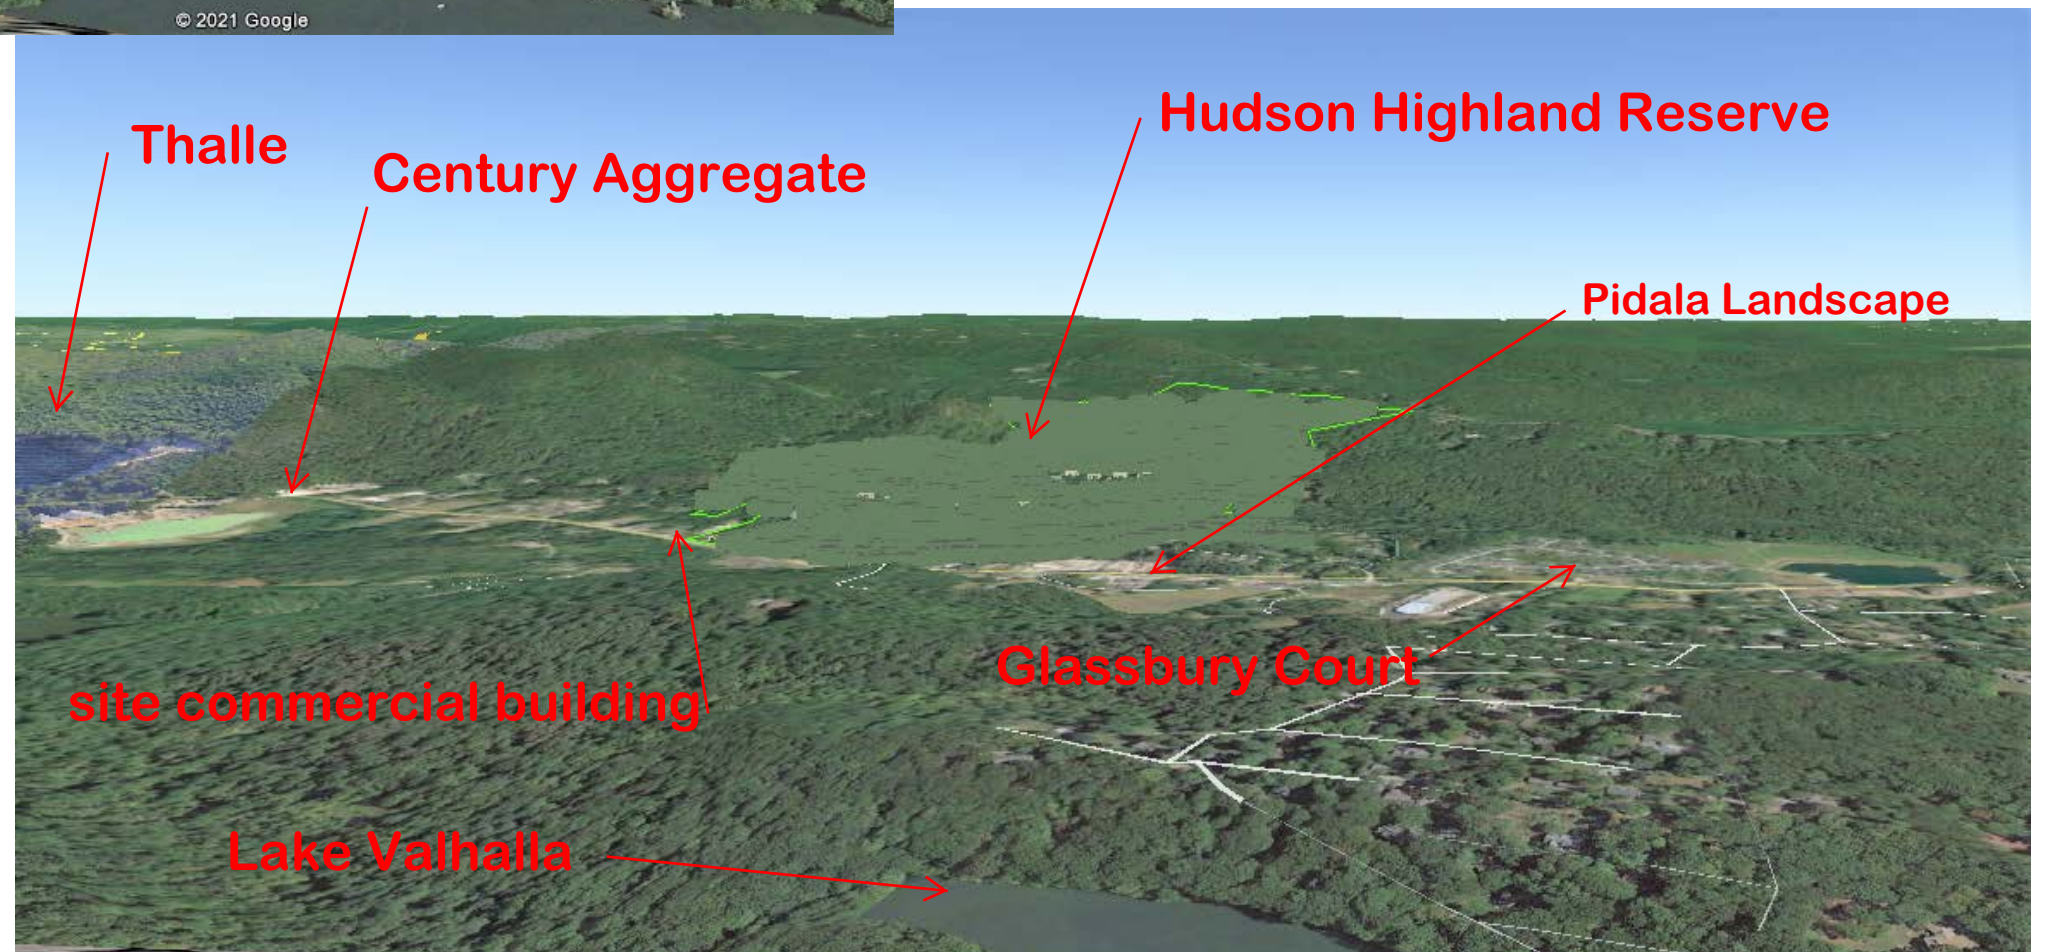 © 2021 Google
Hudson Highland Reserve
Thalle
Century Aggregate
Pidala Landscape
Glassbury Court
site commercial building
Lake Valhalla